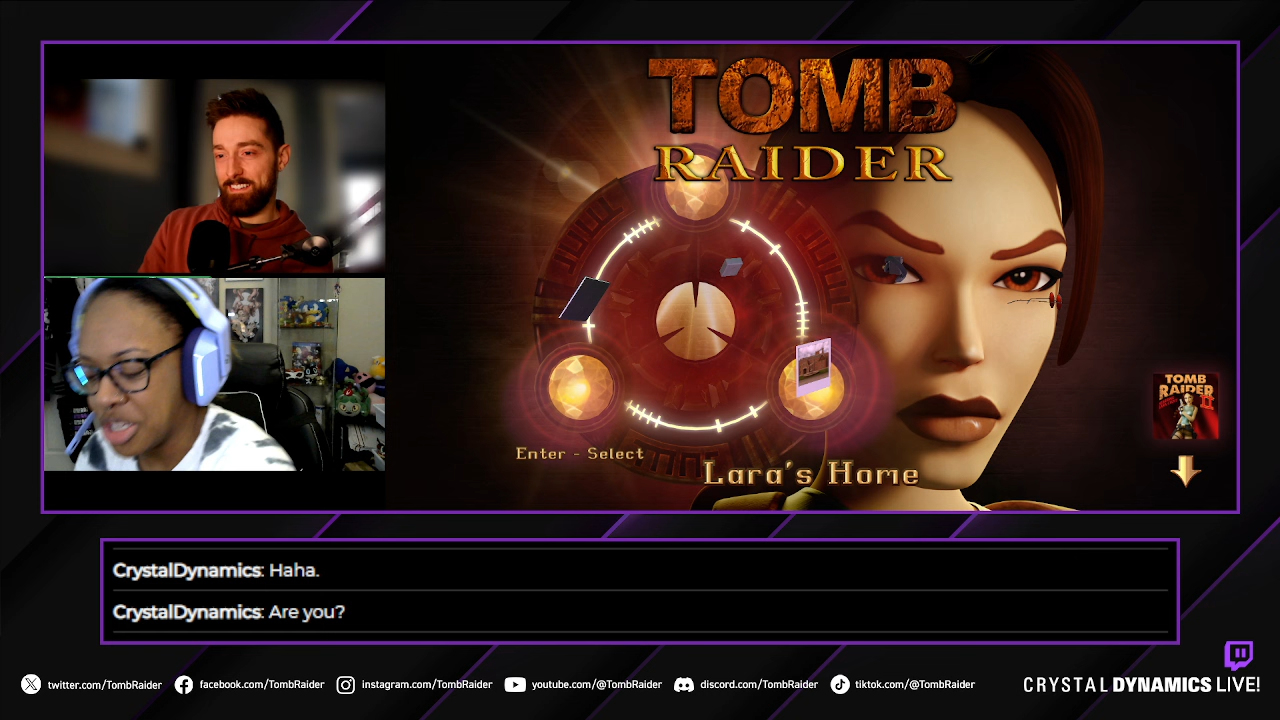 TOMB
RAIDER
TOMB
RAIDER
II
Enter - Select
Lara's Home
CrystalDynamics: Haha.
CrystalDynamics: Are you?
twitter.com/TombRaider
facebook.com/TombRaider
instagram.com/TombRaider
youtube.com/@TombRaider
discord.com/TombRaider
tiktok.com/@TombRaider
CRYSTAL DYNAMICS LIVE!